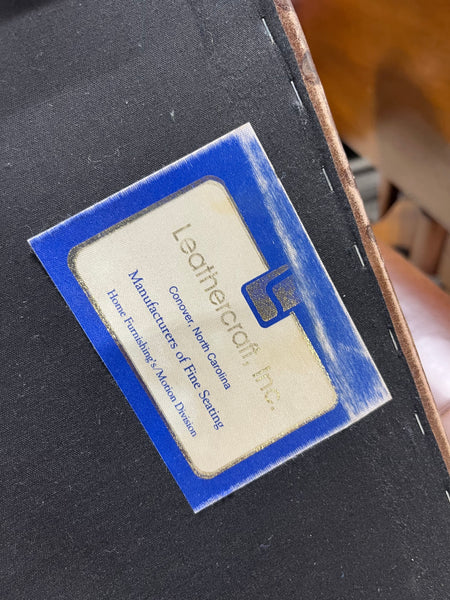 Leathercraft, Inc.
Conover, North Carolina
Manufacturers of Fine Seating
Home Furnishing's/Motion Division